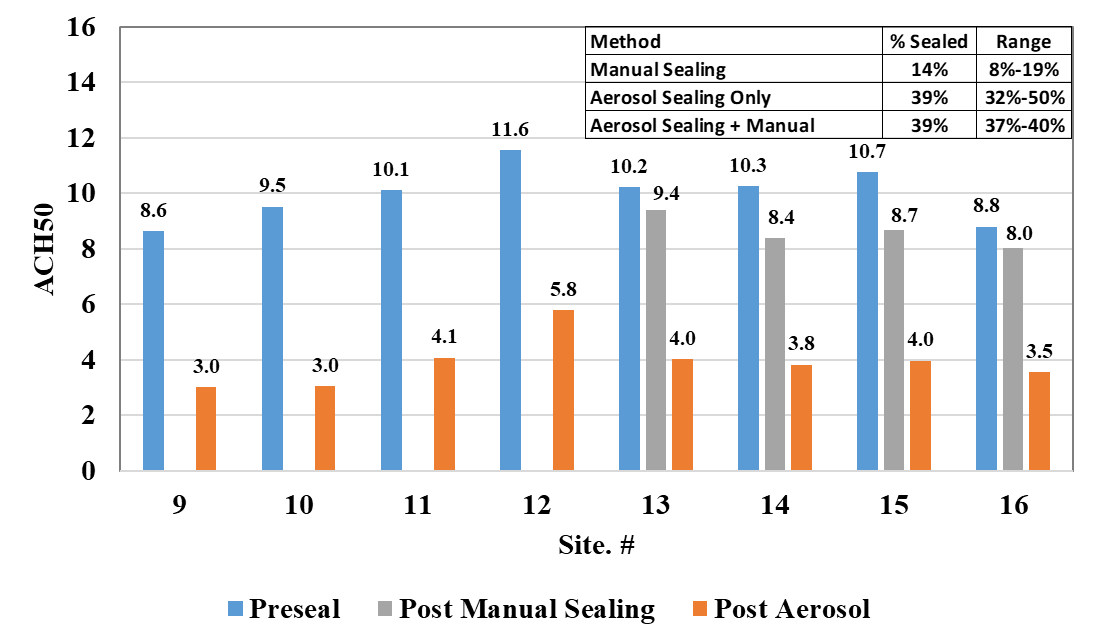 16
14
12
10
8
6
4
2
0
ACH50
Method % Sealed Range
Manual Sealing 14% 8%-19%
Aerosol Sealing Only 39% 32%-50%
Aerosol Sealing + Manual 39% 37%-40%
8.6 3.0
9.5 3.0
10.1 4.1
11.6 5.8
10.2 9.4 4.0
10.3 8.4 3.8
10.7 8.7 4.0
8.8 8.0 3.5
9 10 11 12 13 14 15 16
Site. #
Preseal Post Manual Sealing Post Aerosol